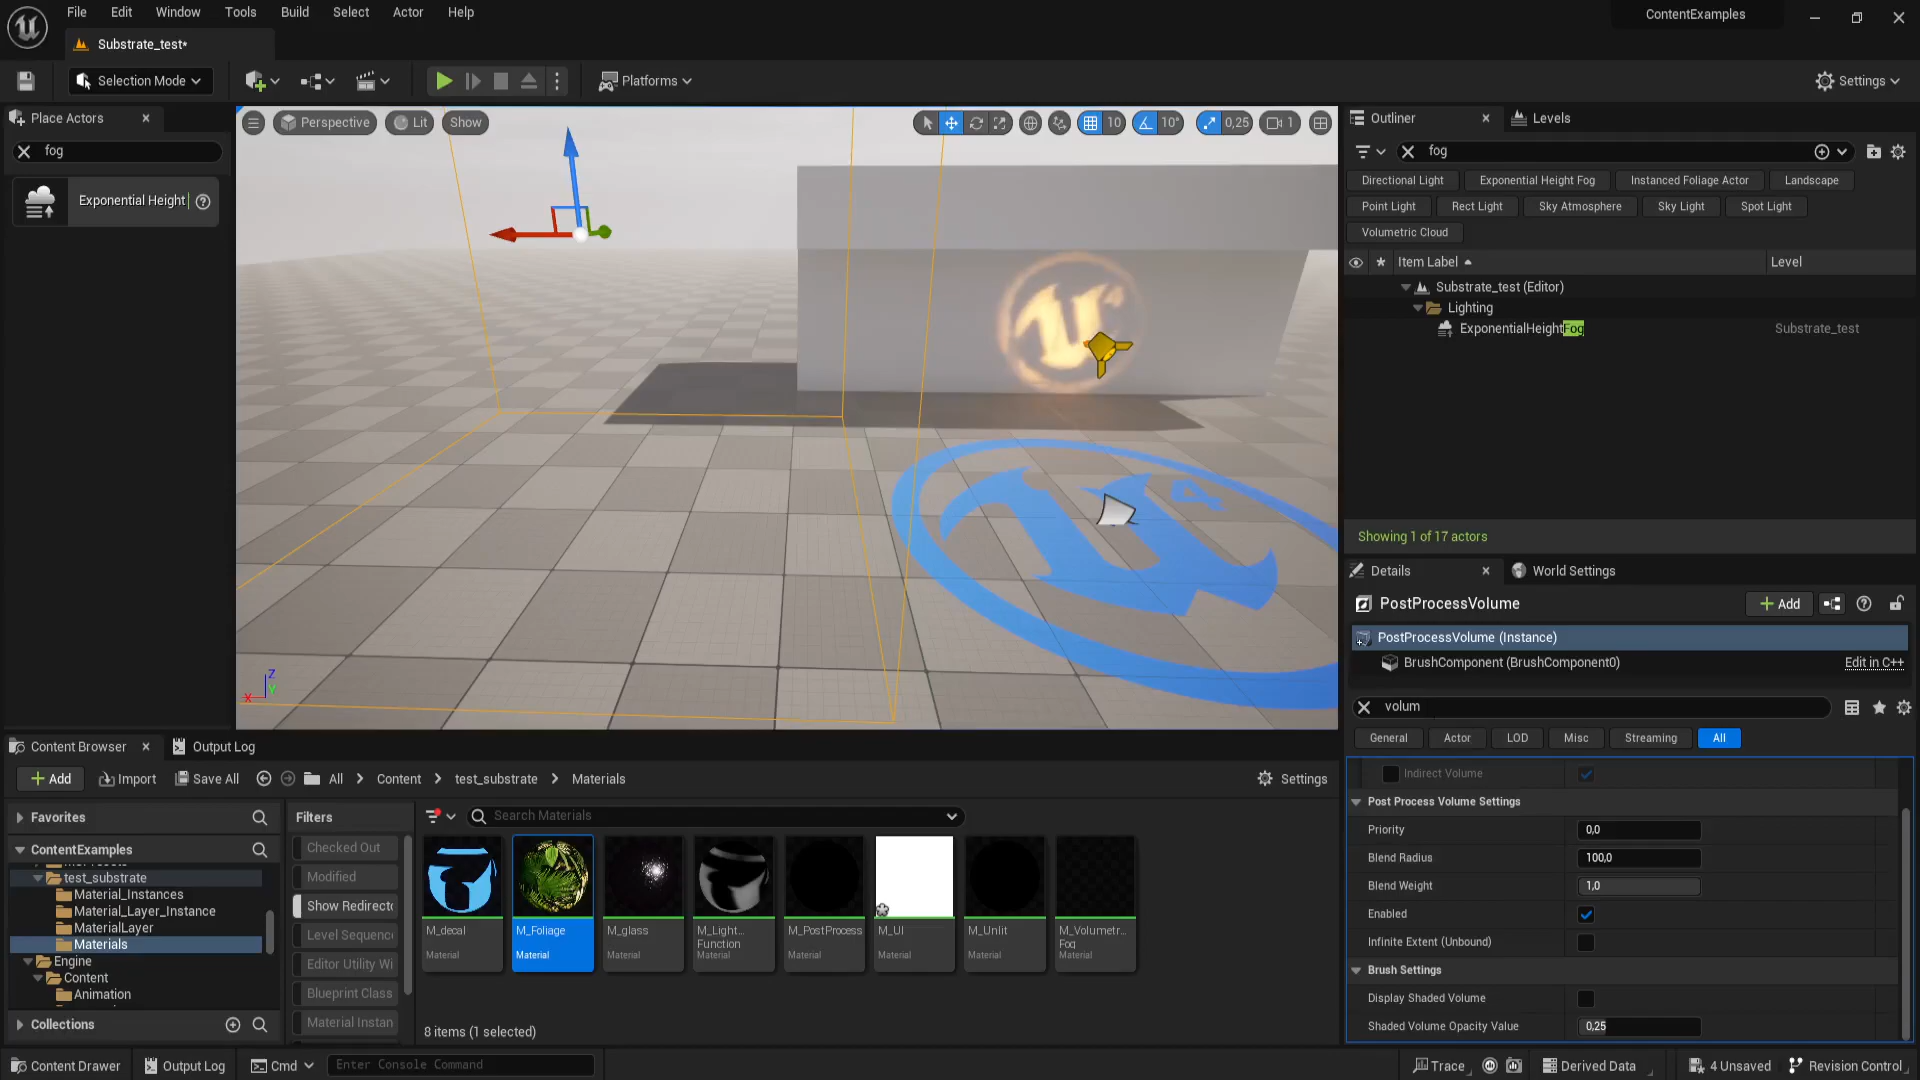 File Edit Window Tools Build Select Actor Help
ContentExamples
Substrate_test*
Selection Mode
Platforms
Settings
Place Actors
fog
Exponential Height
Perspective
Lit
Show
10
10°
0,25
1
Outliner
Levels
fog
Directional Light
Exponential Height Fog
Instanced Foliage Actor
Landscape
Point Light
Rect Light
Sky Atmosphere
Sky Light
Spot Light
Volumetric Cloud
Item Label
Level
Substrate_test (Editor)
Lighting
ExponentialHeightFog
Substrate_test
Showing 1 of 17 actors
Details
World Settings
PostProcessVolume
Add
PostProcessVolume (Instance)
BrushComponent (BrushComponent0)
Edit in C++
volum
General
Actor
LOD
Misc
Streaming
All
Indirect Volume
Post Process Volume Settings
Priority
0,0
Blend Radius
100,0
Blend Weight
1,0
Enabled
Infinite Extent (Unbound)
Brush Settings
Display Shaded Volume
Shaded Volume Opacity Value
0,25
Z
X
Y
4
Content Browser
Output Log
Add
Import
Save All
All
Content
test_substrate
Materials
Settings
Favorites
ContentExamples
test_substrate
Material_Instances
Material_Layer_Instance
MaterialLayer
Materials
Engine
Content
Animation
Collections
Filters
Checked Out
Modified
Show Redirecto
Level Sequence
Editor Utility Wi
Blueprint Class
Material Instan
Search Materials
M_decal
Material
M_Foliage
Material
M_glass
Material
M_Light...
Function
Material
M_PostProcess
Material
M_UI
Material
M_Unlit
Material
M_Volumetr...
Fog
Material
8 items (1 selected)
Content Drawer
Output Log
Cmd
Enter Console Command
Trace
Derived Data
4 Unsaved
Revision Control